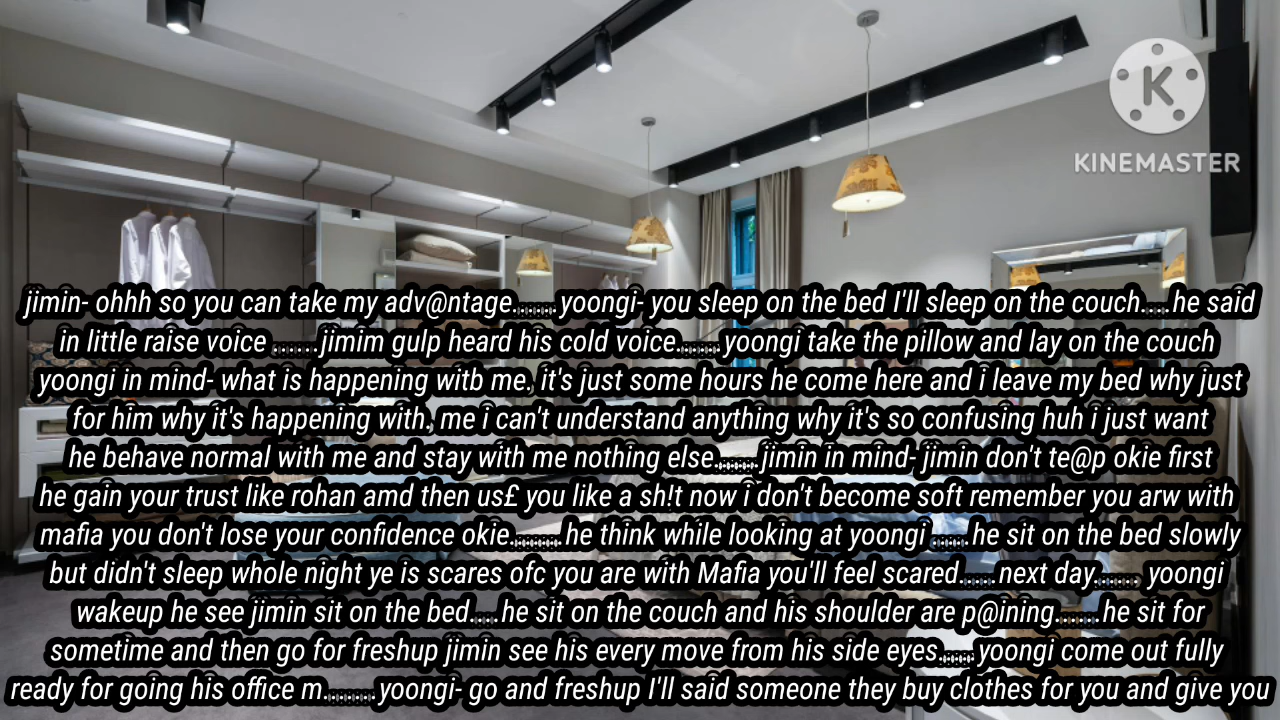 KINEMASTER
jimin- ohhh so you can take my adv@ntage.,.,.,.,.,.yoongi- you sleep on the bed I'll sleep on the couch.,.,.,.he said
in little raise voice .,.,.,.,.jimim gulp heard his cold voice.,.,.,.,.,.yoongi take the pillow and lay on the couch
yoongi in mind- what is happening witb me., it's just some hours he come here and i leave my bed why just
for him why it's happening with., me i can't understand anything why it's so confusing huh i just want
he behave normal with me and stay with me nothing else.,.,.,.,.,.jimin in mind- jimin don't te@p okie first
he gain your trust like rohan amd then us£ you like a sh!t now i don't become soft remember you arw with
mafia you don't lose your confidence okie.,.,.,.,.,.,.he think while looking at yoongi .,.,.,.,.he sit on the bed slowly
but didn't sleep whole night ye is scares ofc you are with Mafia you'll feel scared.,.,.,.,.next day.,.,.,.,.,. yoongi
wakeup he see jimin sit on the bed.,.,.,.he sit on the couch and his shoulder are p@ining.,.,.,.,.,.he sit for
sometime and then go for freshup jimin see his every move from his side eyes.,.,.,.,.yoongi come out fully
ready for going his office m.,.,.,.,.,.,.yoongi- go and freshup I'll said someone they buy clothes for you and give you